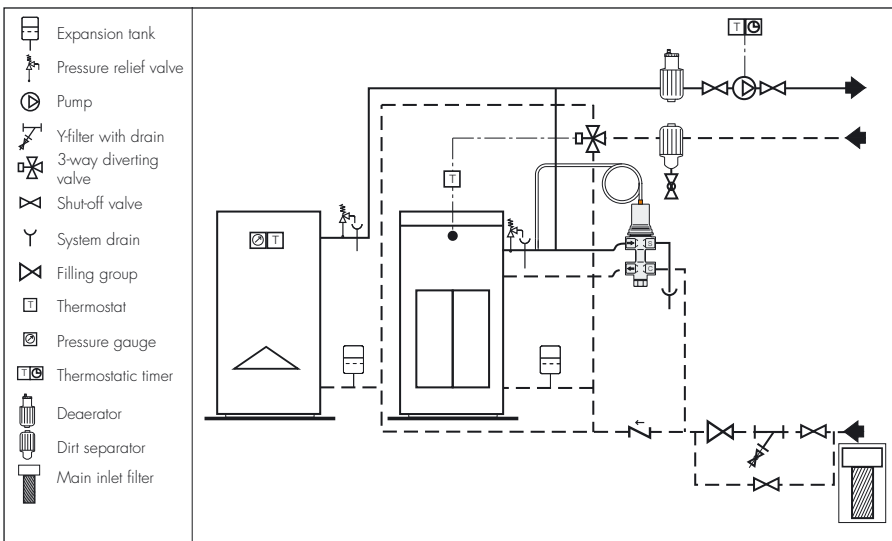 Expansion tank
Pressure relief valve
Pump
Y-filter with drain
3-way diverting
valve
Shut-off valve
System drain
Filling group
T
Thermostat
Pressure gauge
T
Thermostatic timer
Deaerator
Dirt separator
Main inlet filter
T
T
T
S
C